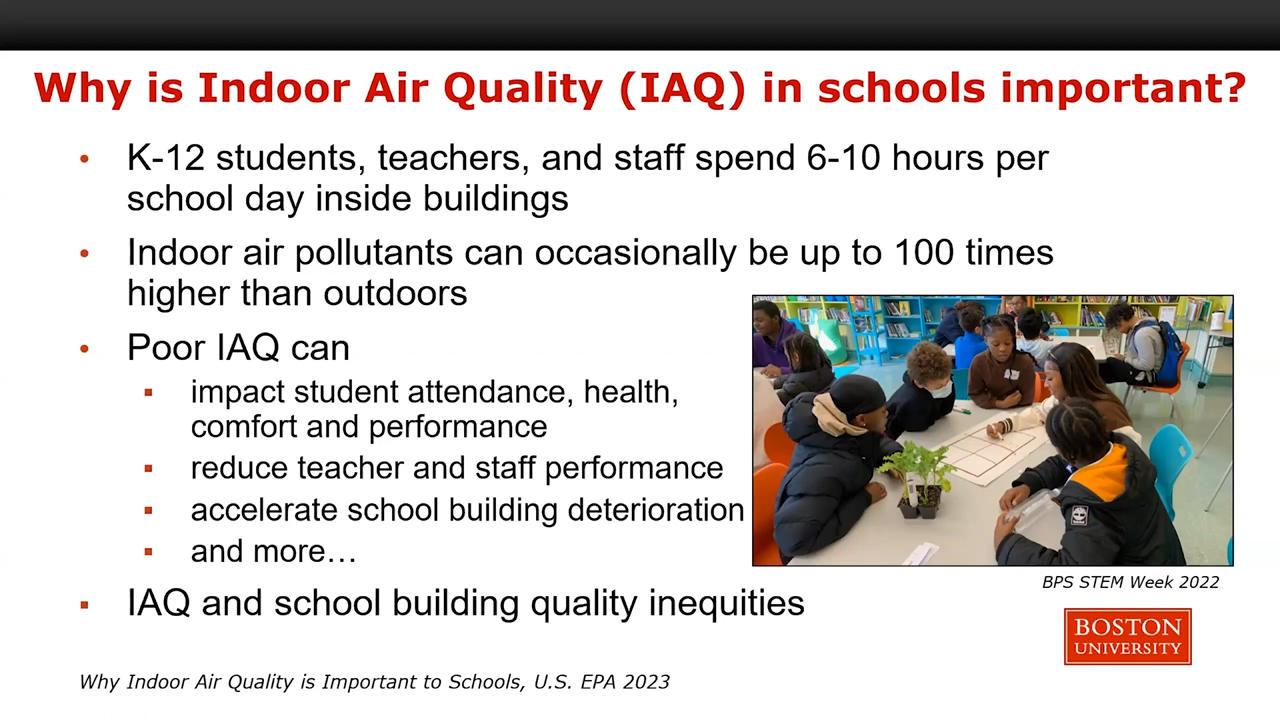 Why is Indoor Air Quality (IAQ) in schools important?
• K-12 students, teachers, and staff spend 6-10 hours per
school day inside buildings
• Indoor air pollutants can occasionally be up to 100 times
higher than outdoors
• Poor IAQ can
▪ impact student attendance, health,
comfort and performance
▪ reduce teacher and staff performance
▪ accelerate school building deterioration
▪ and more…
▪ IAQ and school building quality inequities
BPS STEM Week 2022
BOSTON
UNIVERSITY
Why Indoor Air Quality is Important to Schools, U.S. EPA 2023